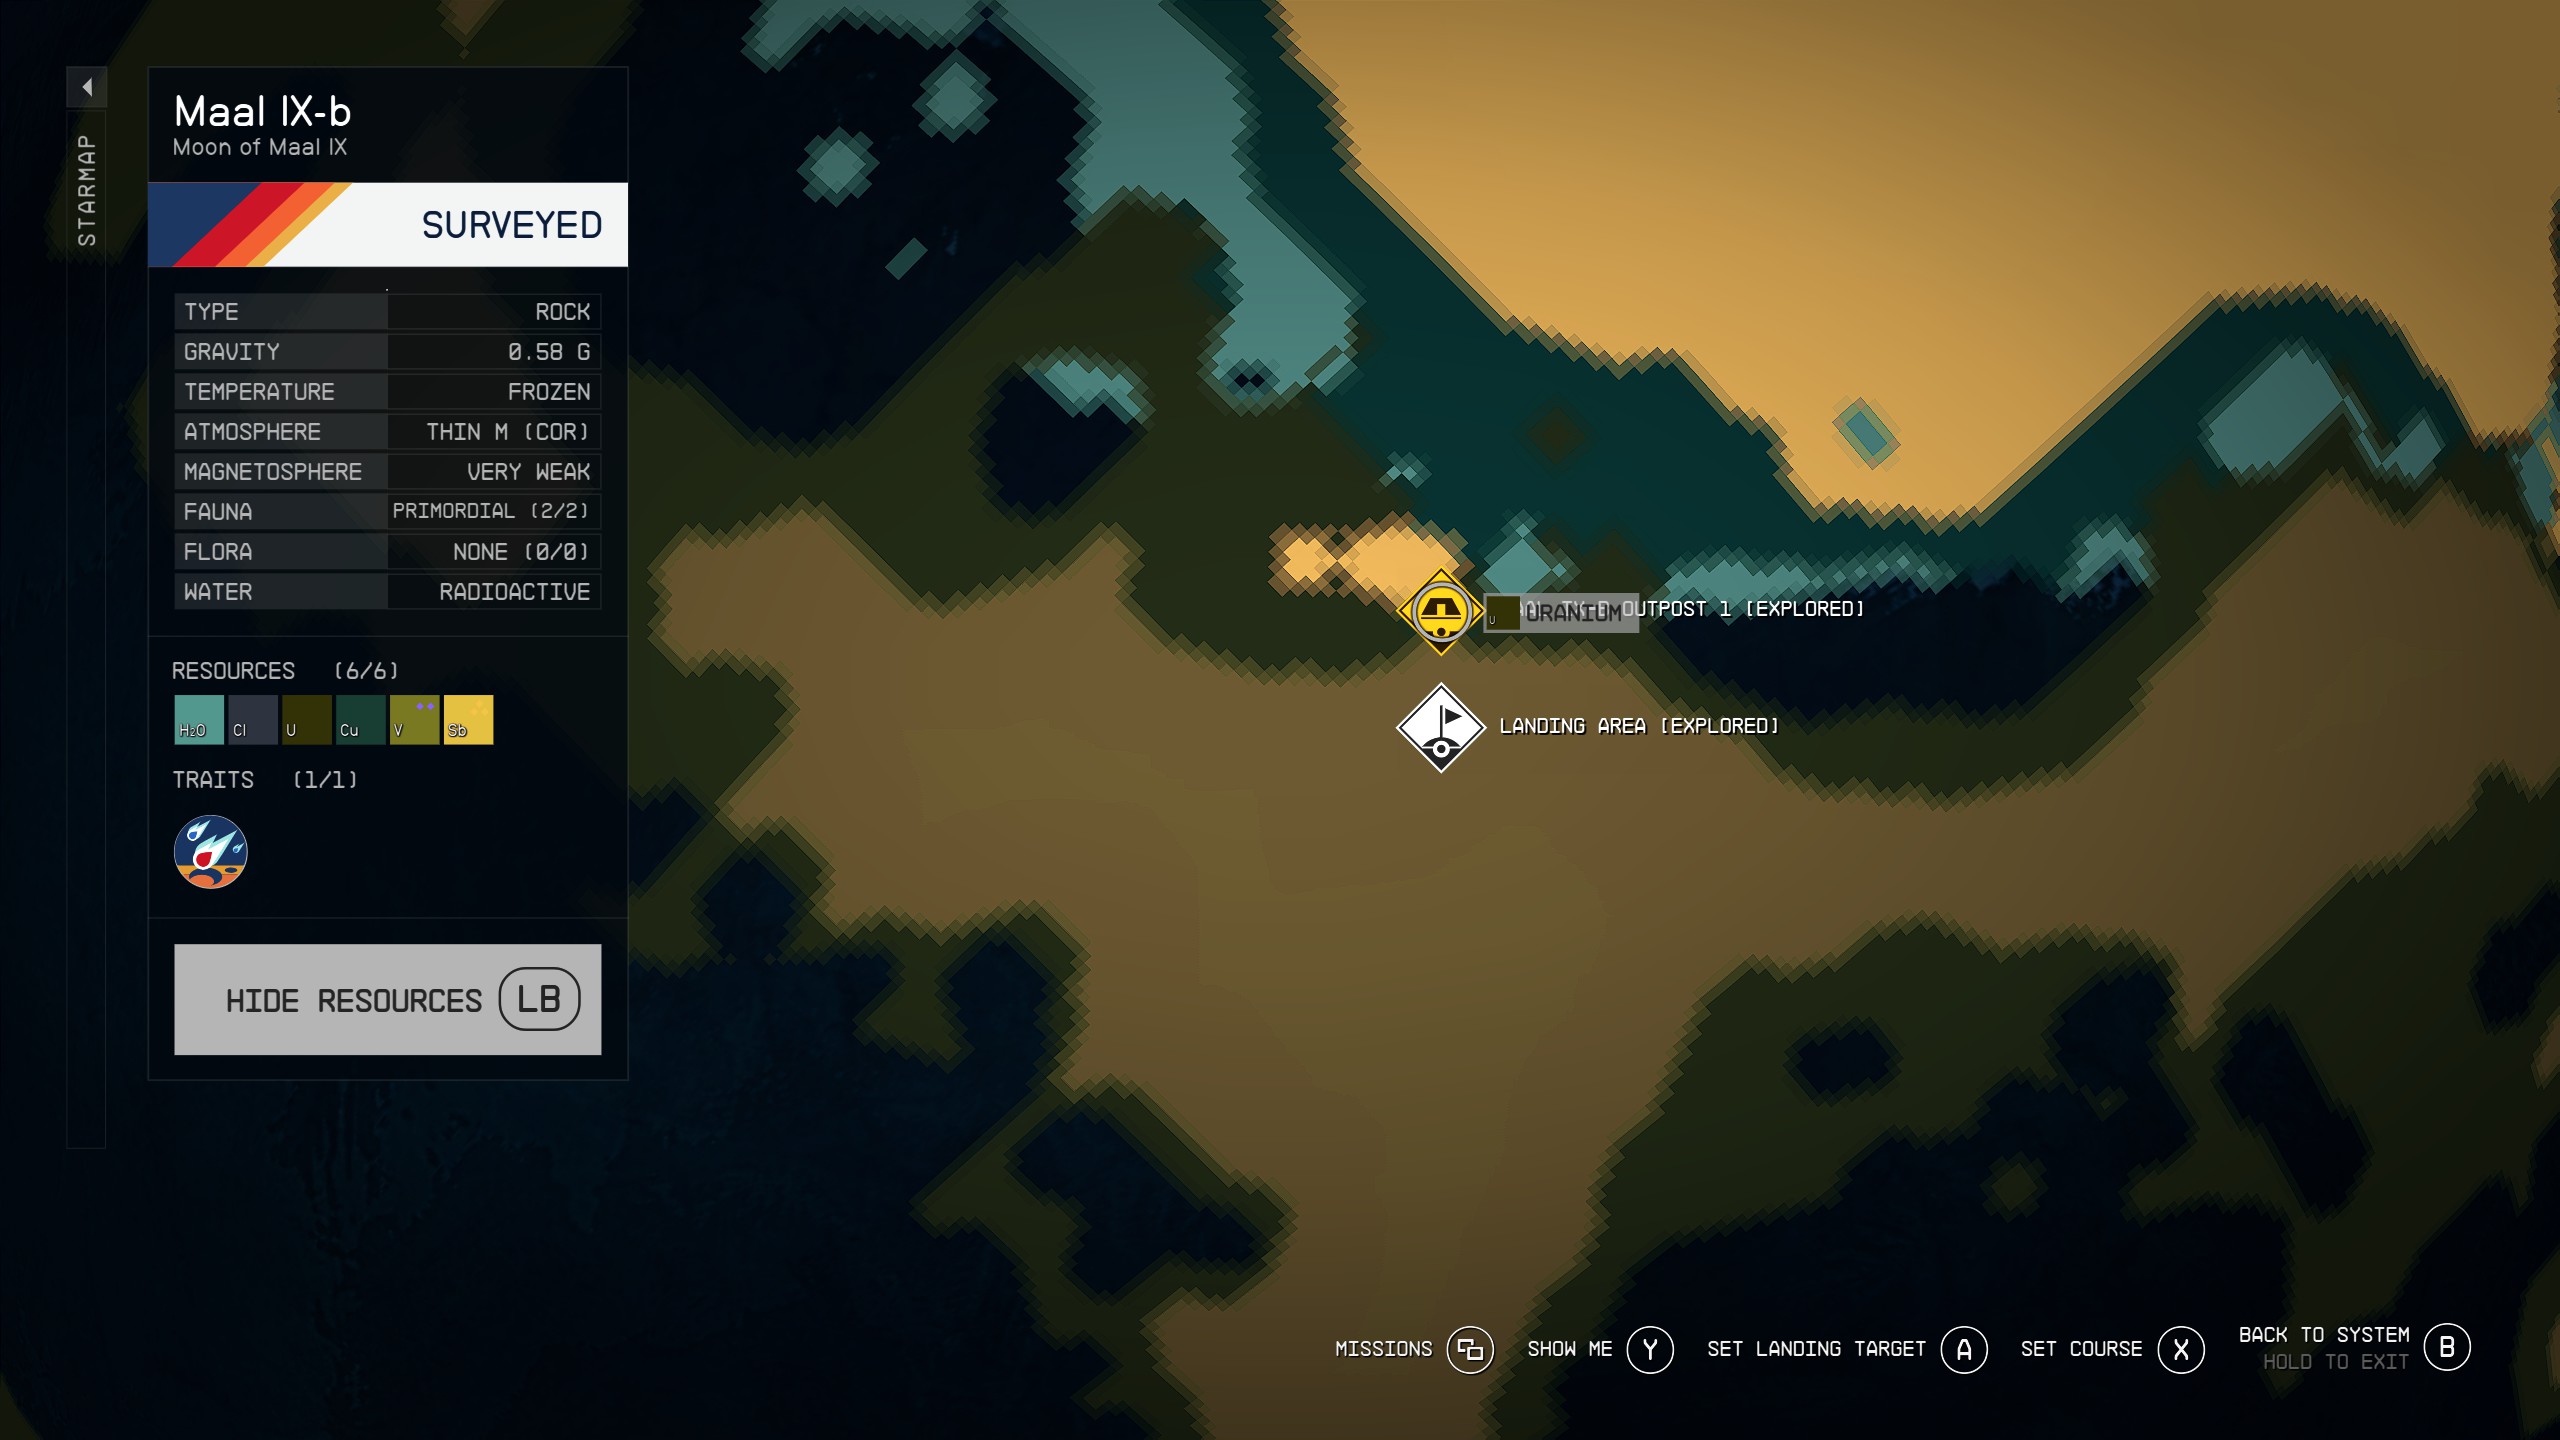 STARMAP
Maal IX-b
Moon of Maal IX
SURVEYED
TYPE ROCK
GRAVITY 0.58 G
TEMPERATURE FROZEN
ATMOSPHERE THIN M (COR)
MAGNETOSPHERE VERY WEAK
FAUNA PRIMORDIAL (2/2)
FLORA NONE (0/0)
WATER RADIOACTIVE
RESOURCES (6/6)
H₂O Cl U Cu V Sb
TRAITS (1/1)
HIDE RESOURCES LB
U URANIUM
OUTPOST 1 [EXPLORED]
LANDING AREA [EXPLORED]
MISSIONS SHOW ME Y SET LANDING TARGET A SET COURSE X BACK TO SYSTEM B
HOLD TO EXIT